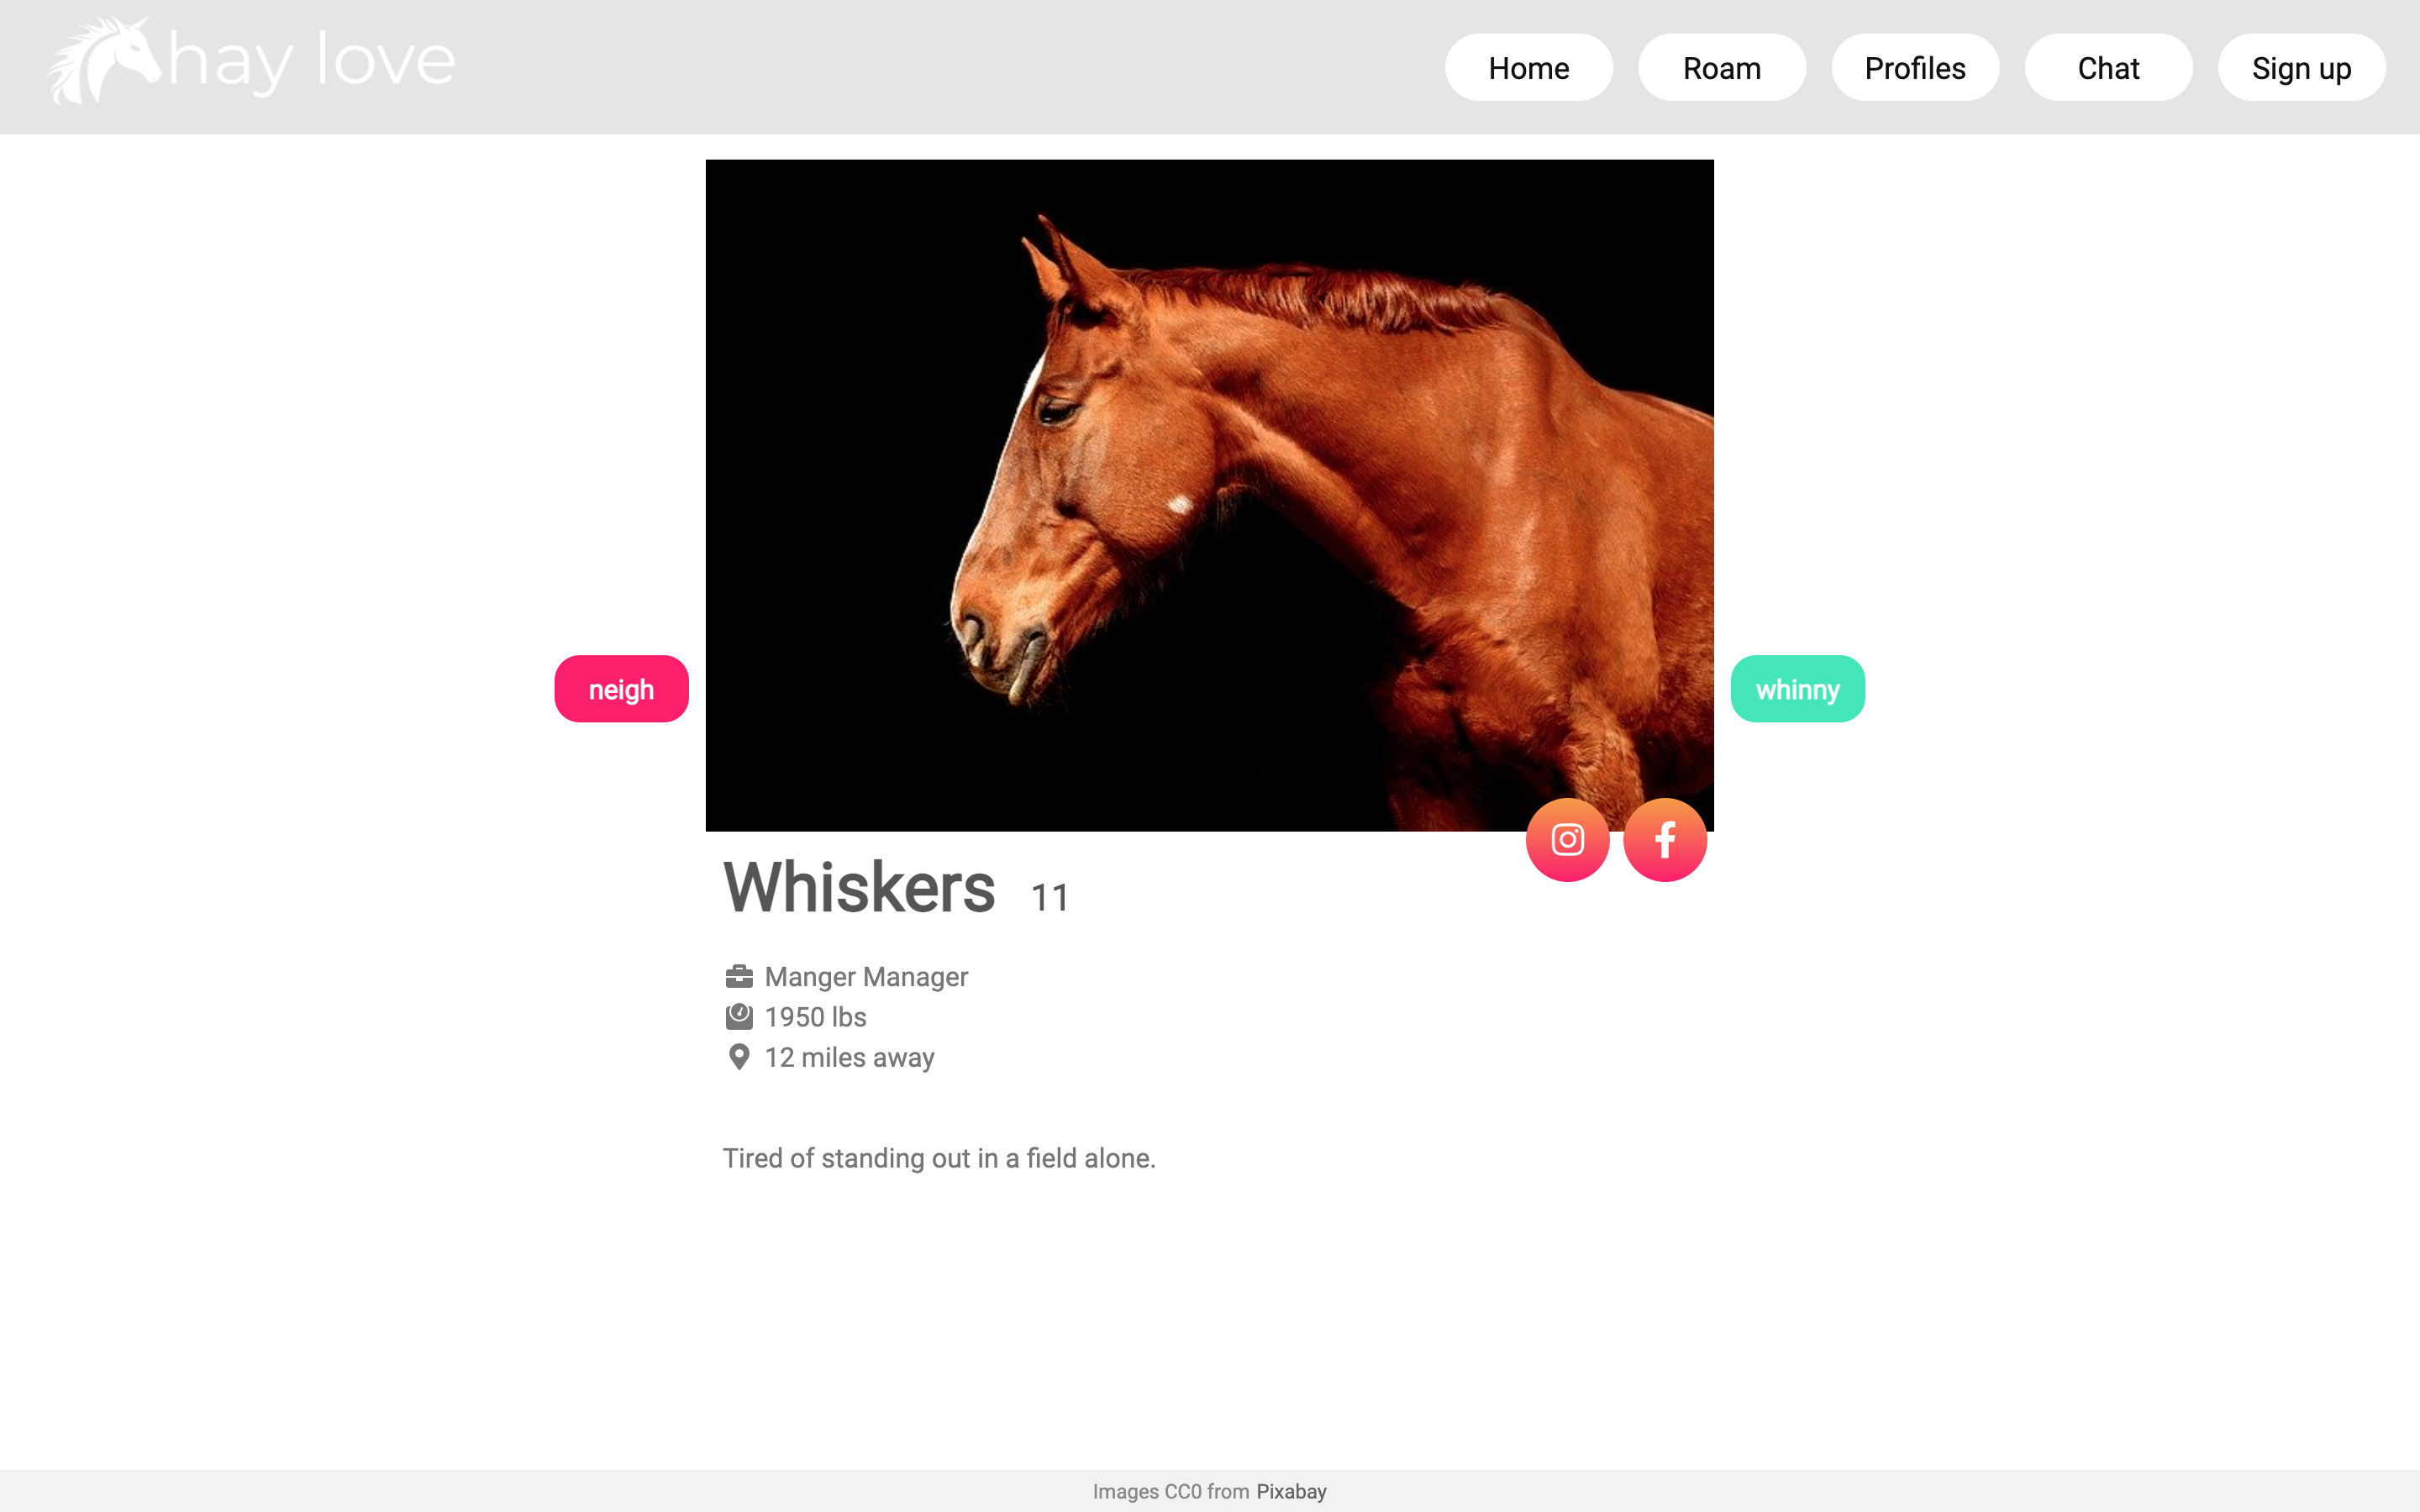 hay love
Home Roam Profiles Chat Sign up
neigh
whinny
Whiskers 11
Manger Manager
1950 lbs
12 miles away
Tired of standing out in a field alone.
Images CC0 from Pixabay